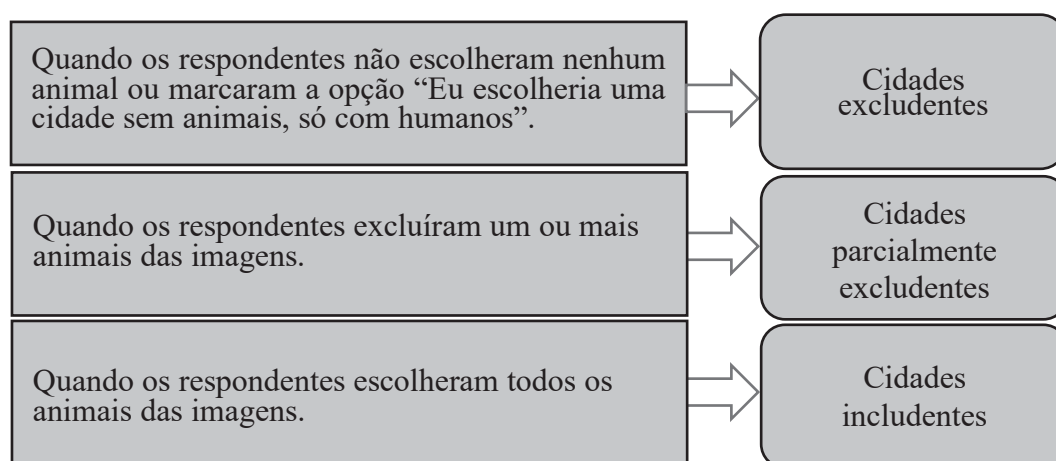 Quando os respondentes não escolheram nenhum
animal ou marcaram a opção “Eu escolheria uma
cidade sem animais, só com humanos”.
Cidades
excludentes
Quando os respondentes excluíram um ou mais
animais das imagens.
Cidades
parcialmente
excludentes
Quando os respondentes escolheram todos os
animais das imagens.
Cidades
includentes